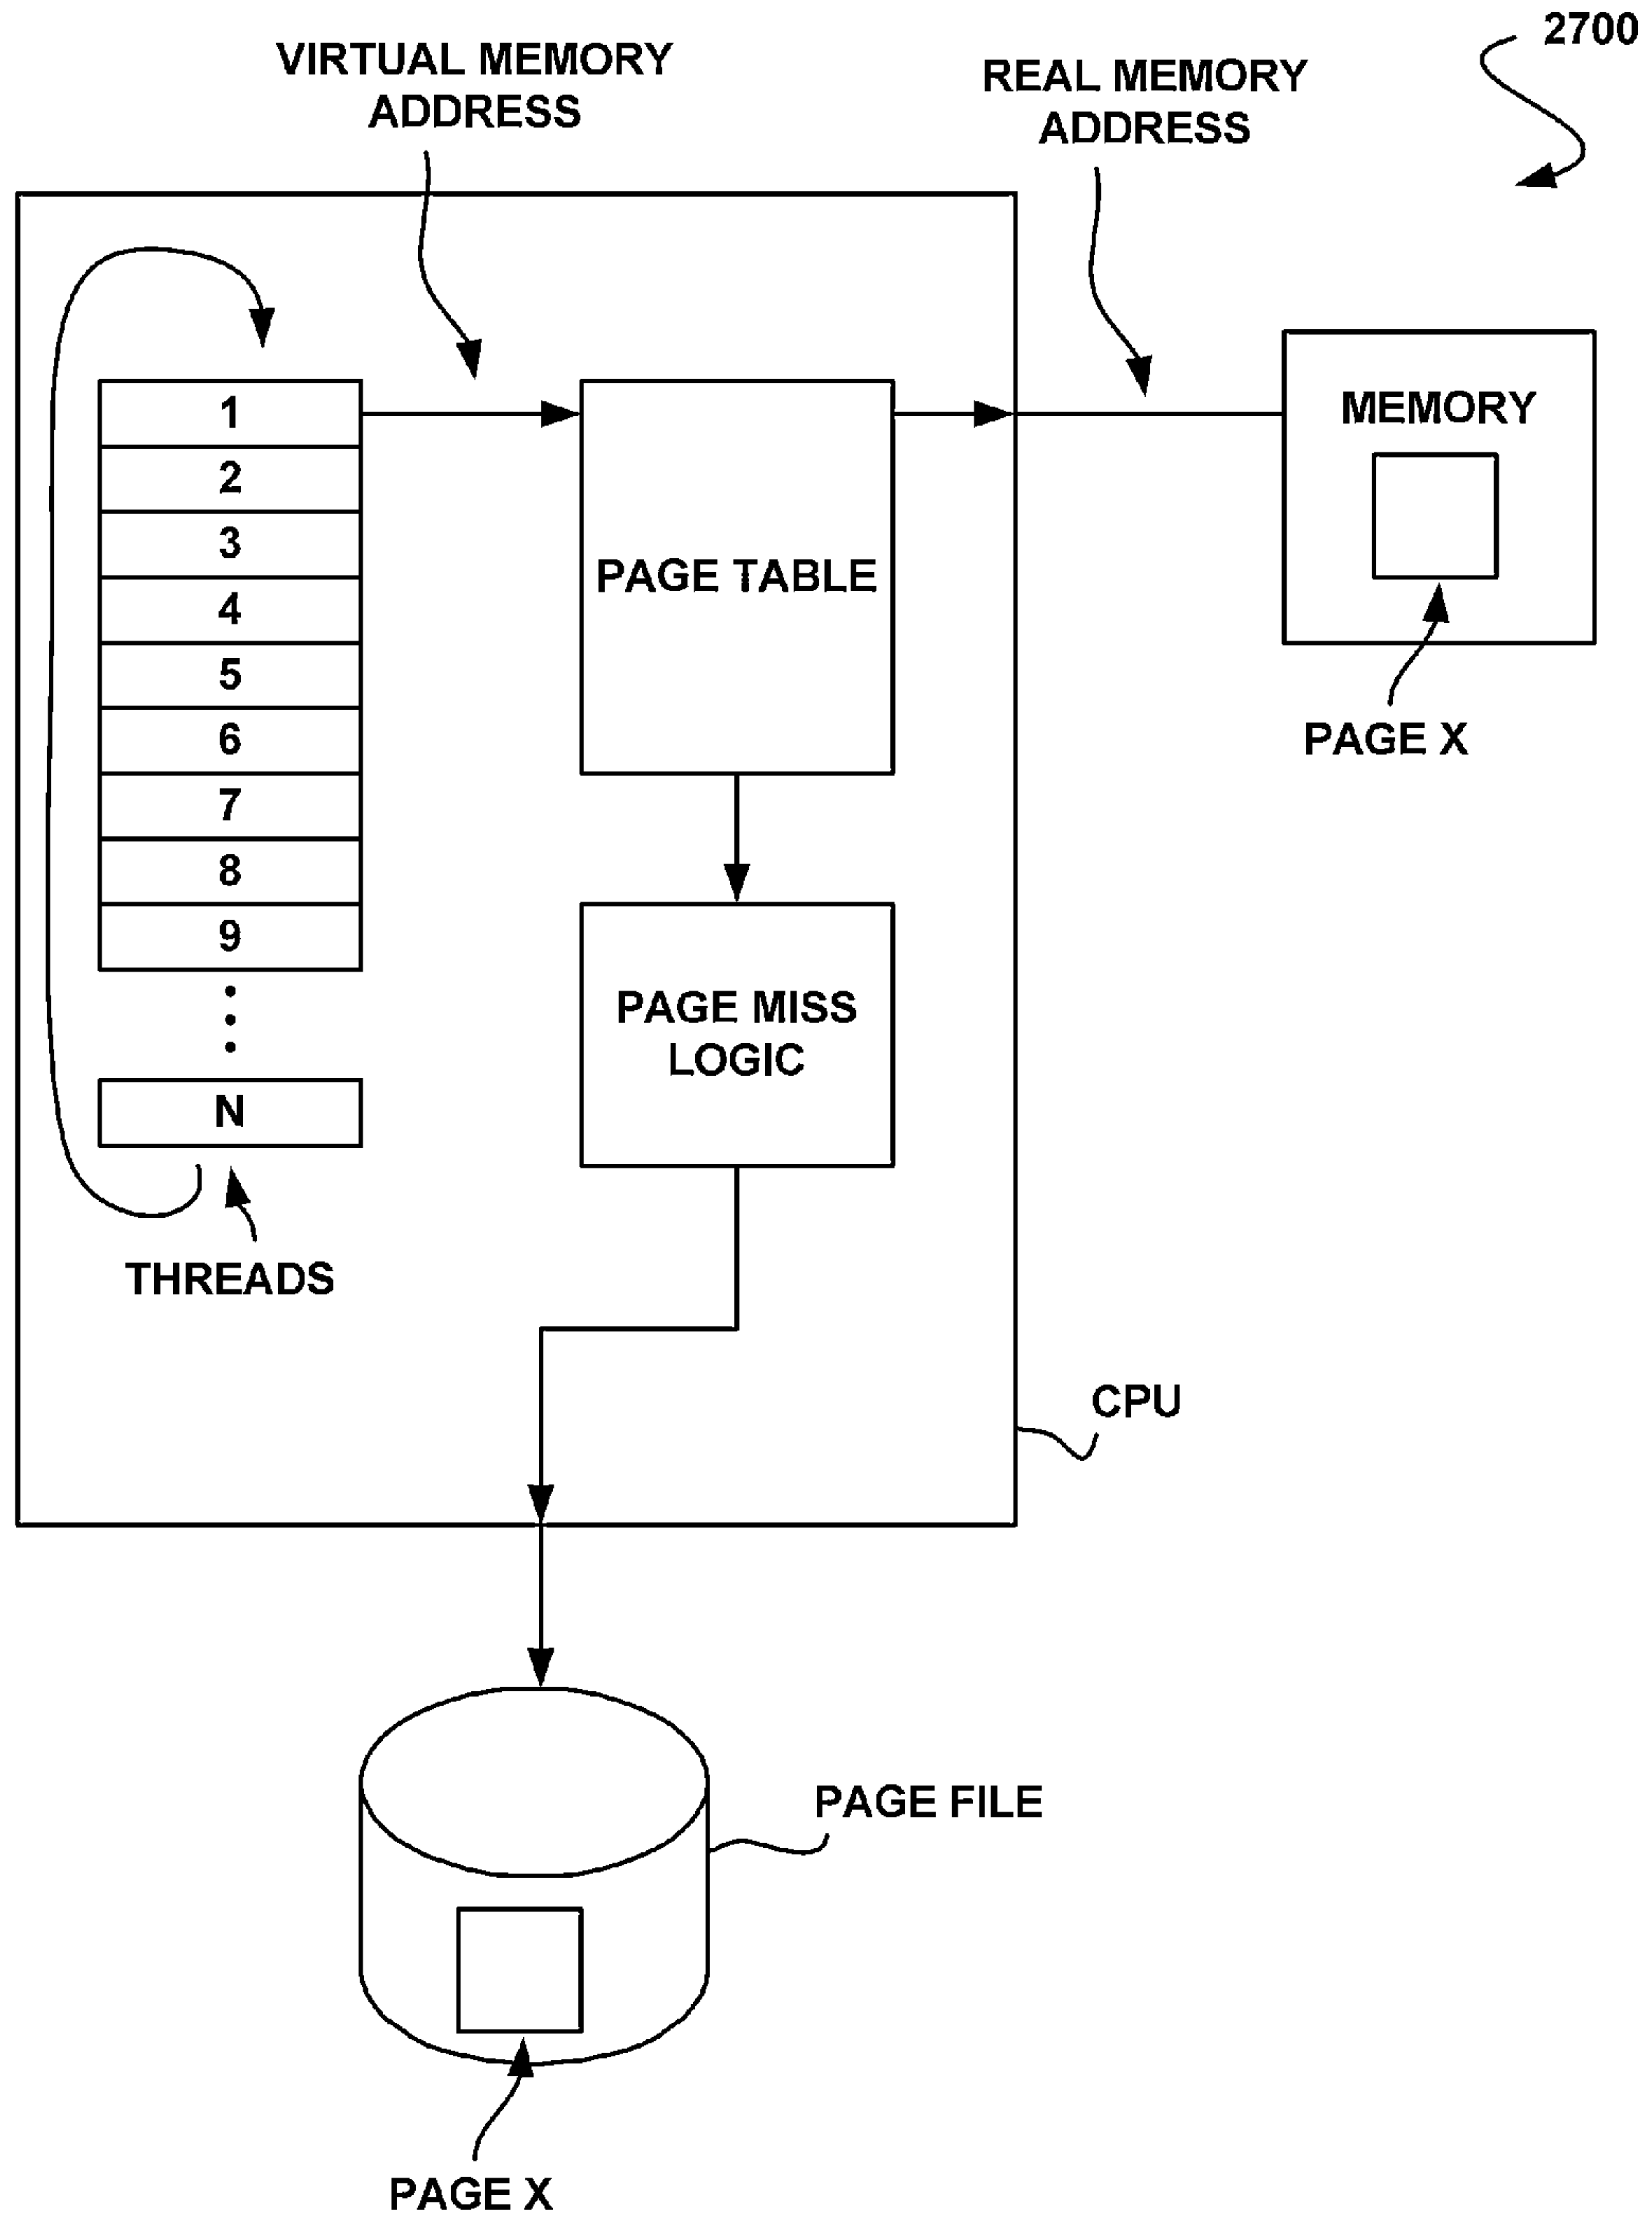 2700
VIRTUAL MEMORY
ADDRESS
REAL MEMORY
ADDRESS
1
2
3
4
5
6
7
8
9
N
THREADS
PAGE TABLE
PAGE MISS
LOGIC
MEMORY
PAGE X
CPU
PAGE FILE
PAGE X